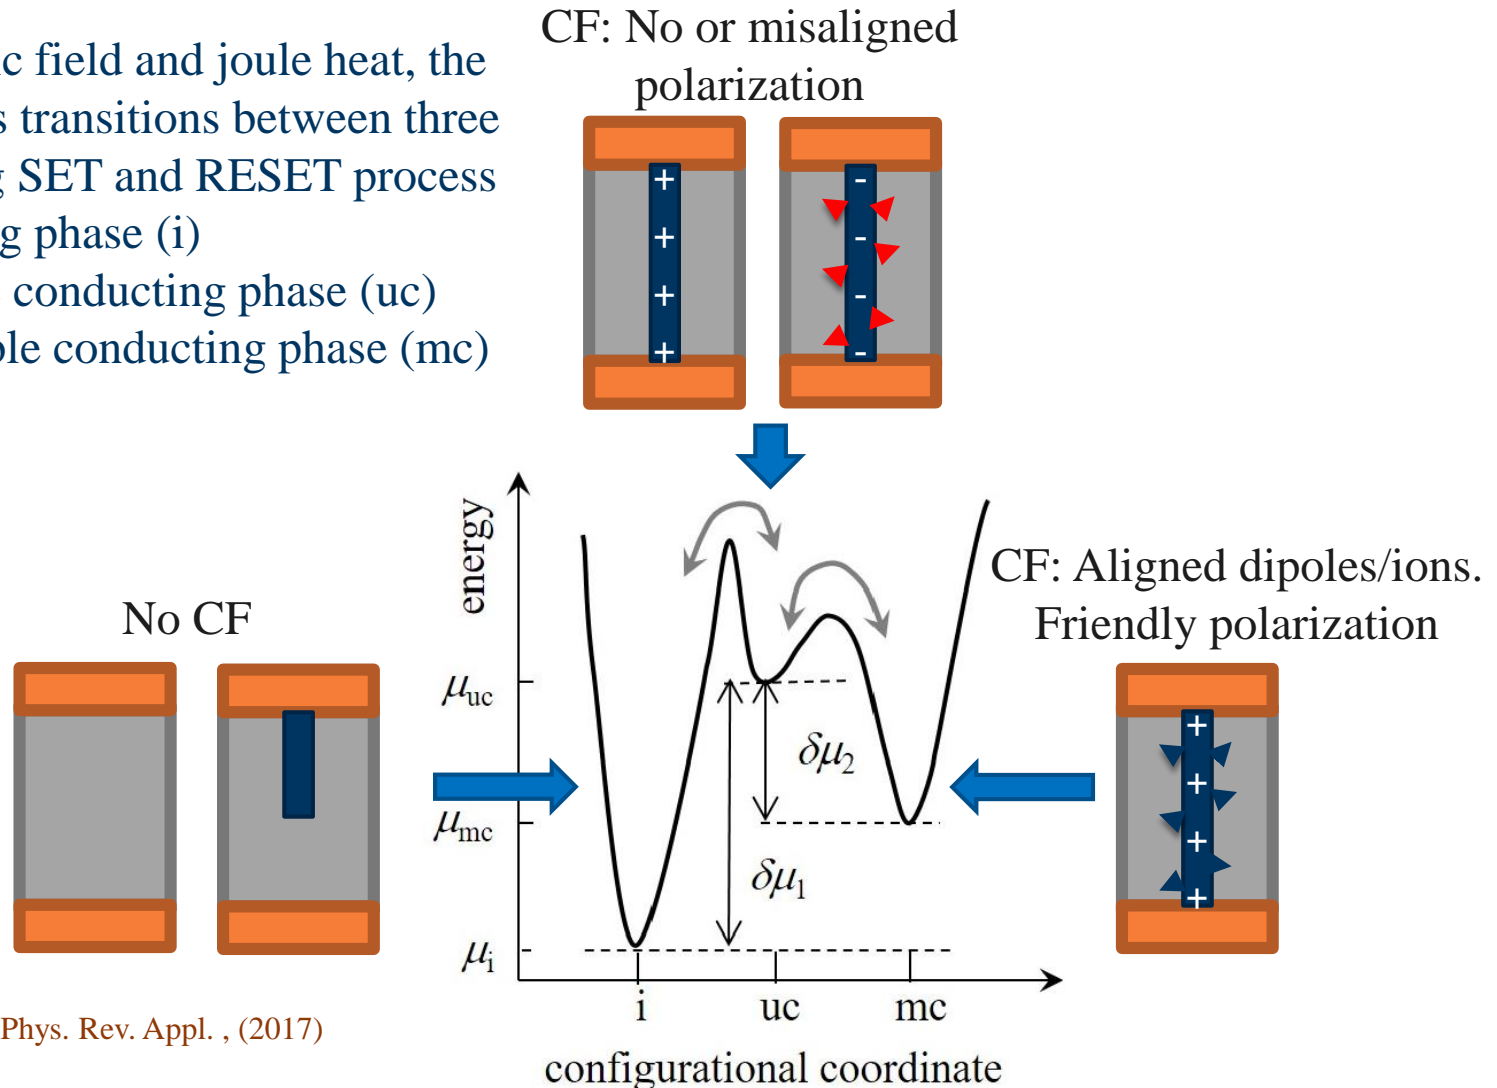 CF: No or misaligned
polarization
c field and joule heat, the
s transitions between three
g SET and RESET process
g phase (i)
conducting phase (uc)
ple conducting phase (mc)
+
+
+
+
-
-
-
-
energy
μuc
μmc
μi
δμ2
δμ1
i
uc
mc
configurational coordinate
No CF
CF: Aligned dipoles/ions.
Friendly polarization
+
+
+
+
Phys. Rev. Appl. , (2017)